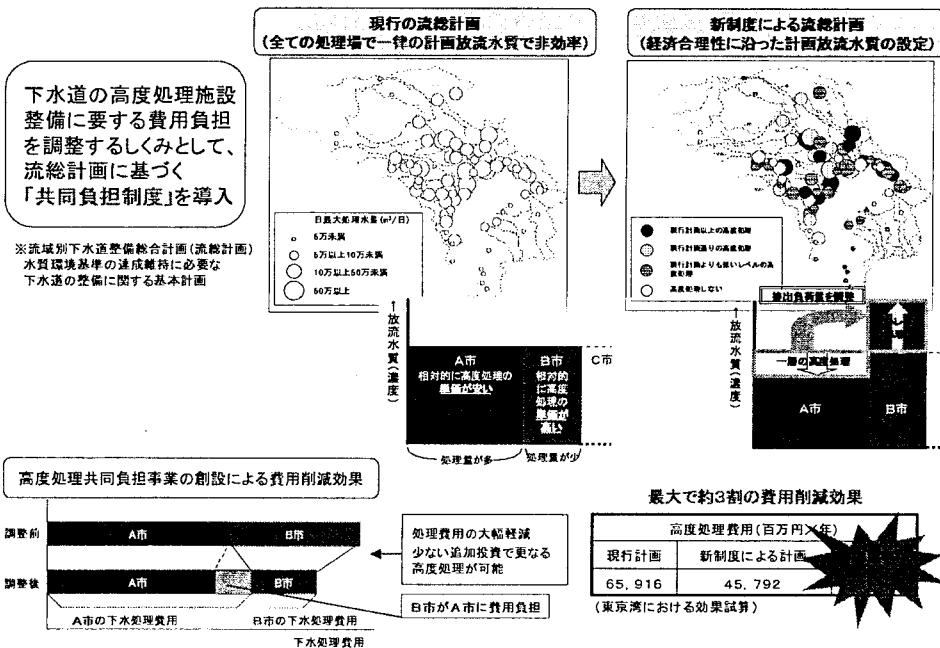 現行の流総計画
(全ての処理場で一律の計画放流水質で非効率)
新制度による流総計画
(経済合理性に沿った計画放流水質の設定)
下水道の高度処理施設
整備に要する費用負担
を調整するしくみとして、
流総計画に基づく
「共同負担制度」を導入
※流域別下水道整備総合計画(流総計画)
水質環境基準の達成維持に必要な
下水道の整備に関する基本計画
日最大処理水量(m³/日)
5万未満
5万以上10万未満
10万以上50万未満
50万以上
現行計画以上の高度処理
現行計画通りの高度処理
現行計画よりも低いレベルの高
度処理
高度処理しない
↑放流水質(濃度)
A市
相対的に高度処理の
単価が安い
B市
相対的
に高度
処理の
単価が
高い
C市
処理量が多
処理量が少
↑放流水質(濃度)
排出負荷量を調整
一層の高度処理
A市
B市
高度処理共同負担事業の創設による費用削減効果
調整前
A市
B市
調整後
A市
B市
A市の下水処理費用
B市の下水処理費用
下水処理費用
処理費用の大幅軽減
少ない追加投資で更なる
高度処理が可能
B市がA市に費用負担
最大で約3割の費用削減効果
高度処理費用(百万円/年)
現行計画
新制度による計画
65,916
45,792
(東京湾における効果試算)